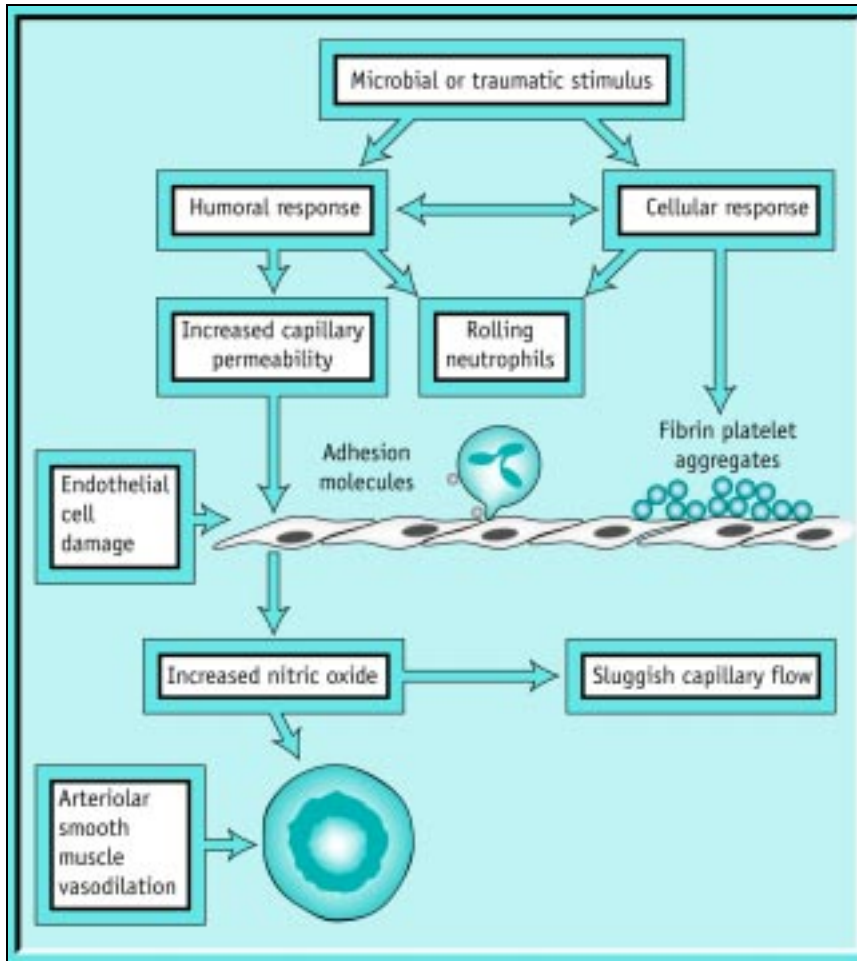 Microbial or traumatic stimulus
Humoral response
Cellular response
Increased capillary
permeability
Rolling
neutrophils
Adhesion
molecules
Fibrin platelet
aggregates
Endothelial
cell
damage
Increased nitric oxide
Sluggish capillary flow
Arteriolar
smooth
muscle
vasodilation